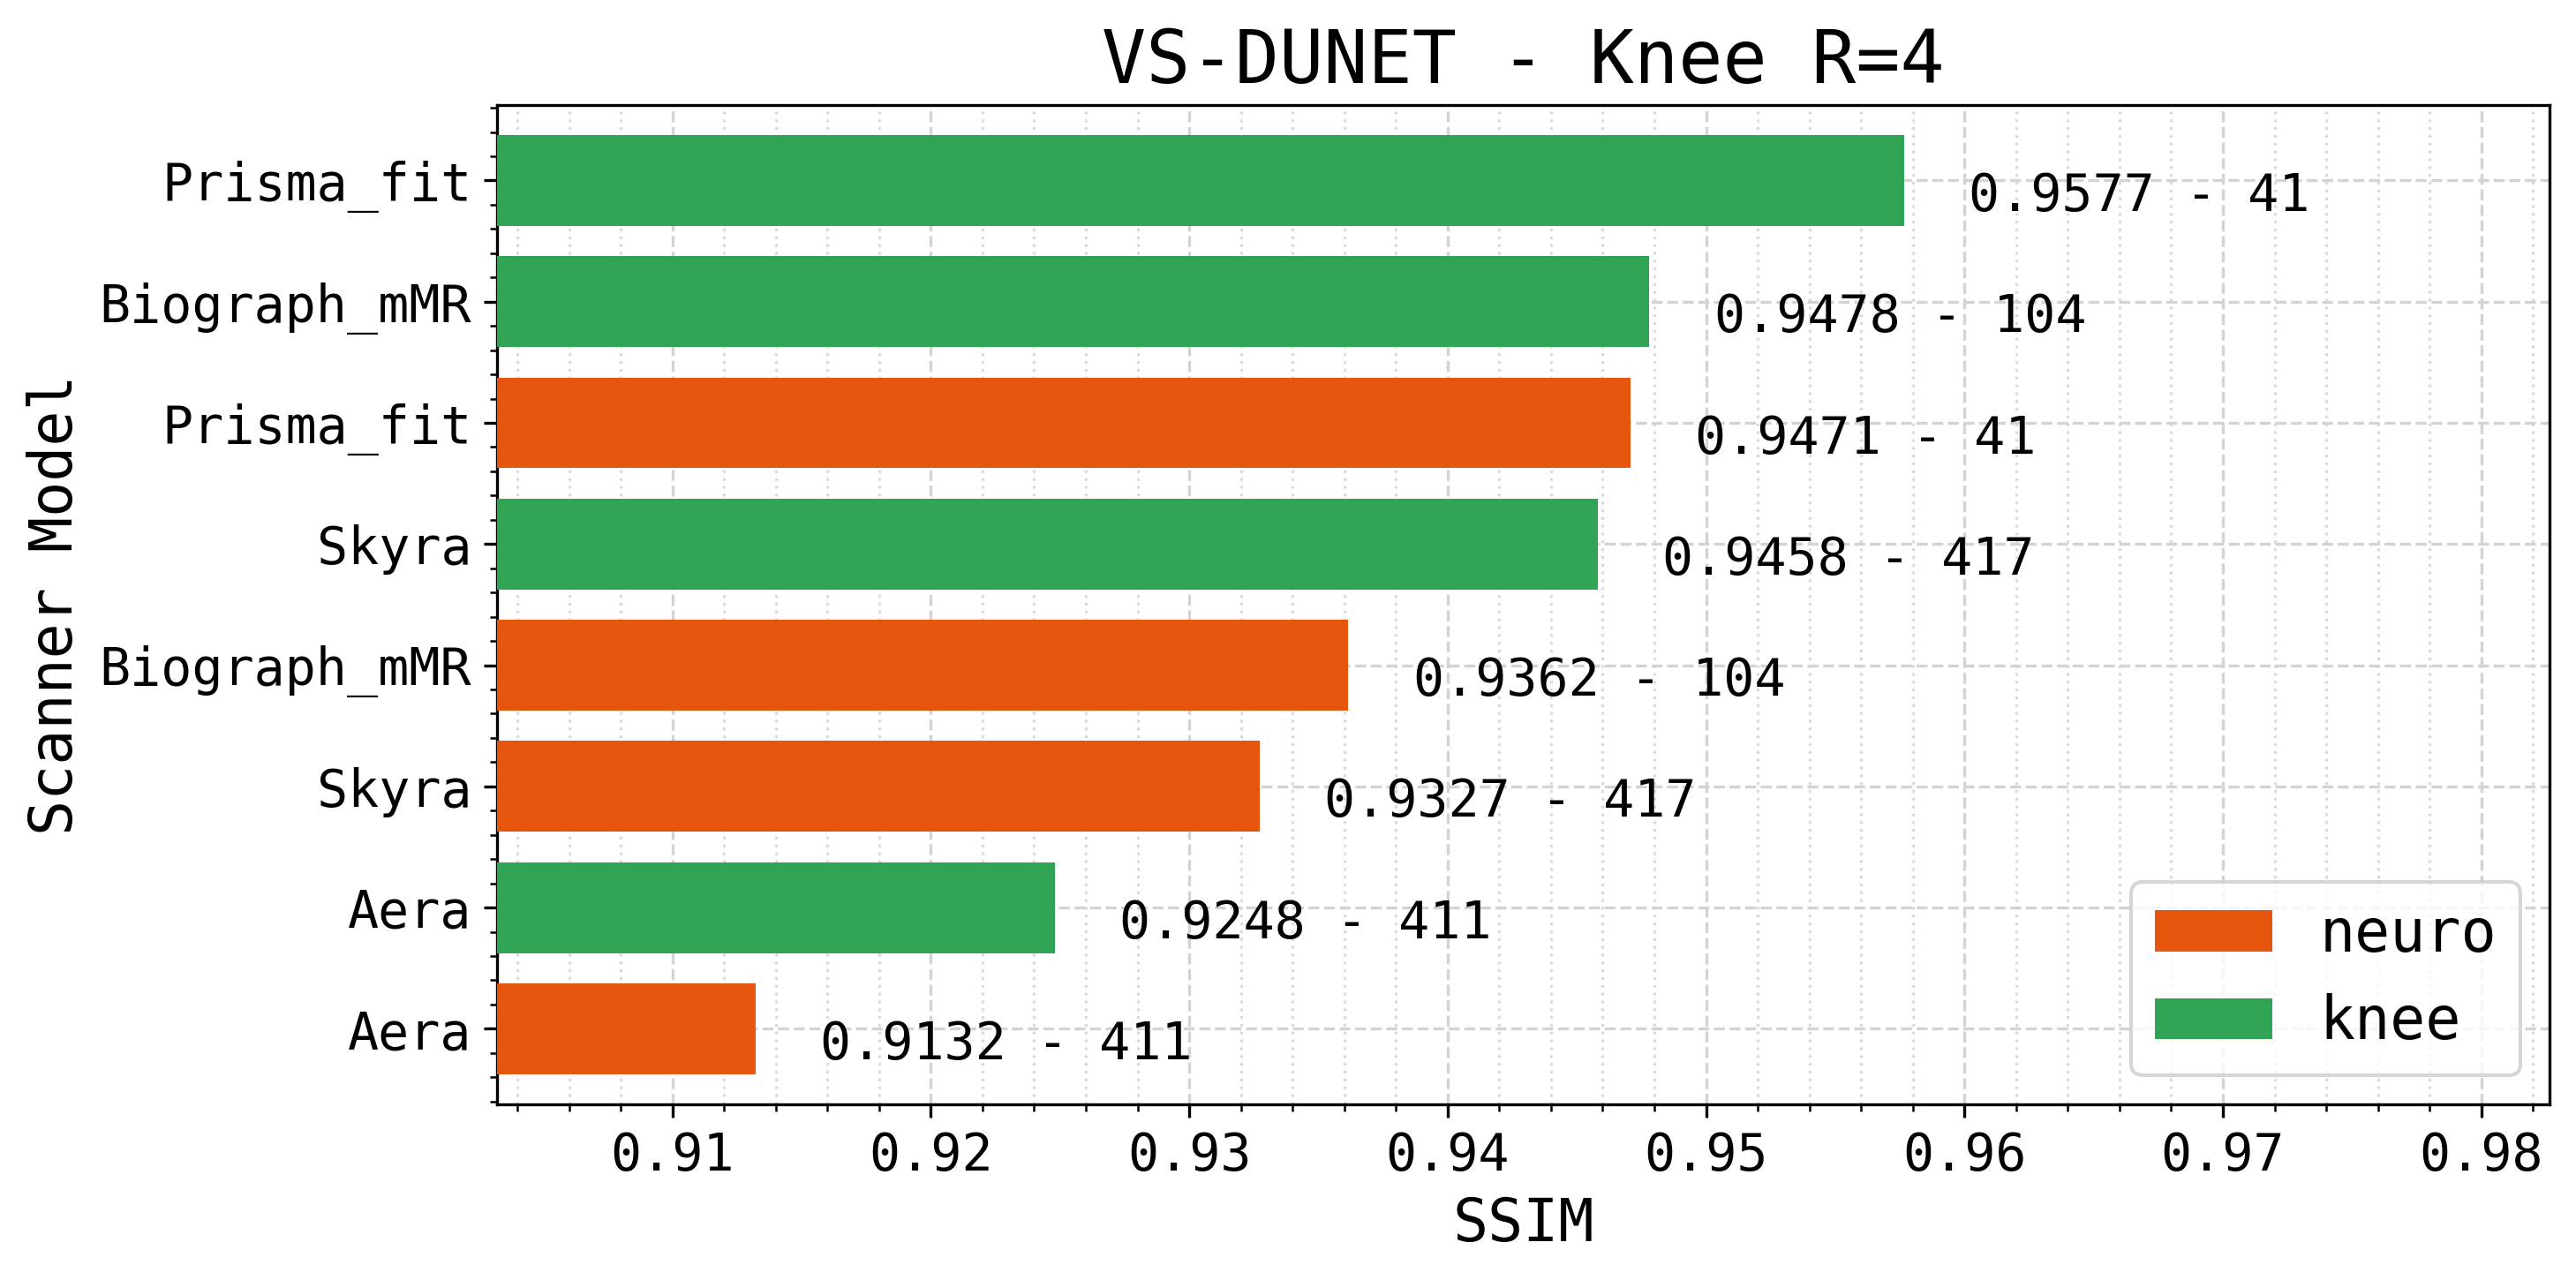 VS-DUNET - Knee R=4
Scanner Model
Prisma_fit
0.9577 - 41
Biograph_mMR
0.9478 - 104
Prisma_fit
0.9471 - 41
Skyra
0.9458 - 417
Biograph_mMR
0.9362 - 104
Skyra
0.9327 - 417
Aera
0.9248 - 411
Aera
0.9132 - 411
neuro
knee
0.91 0.92 0.93 0.94 0.95 0.96 0.97 0.98
SSIM